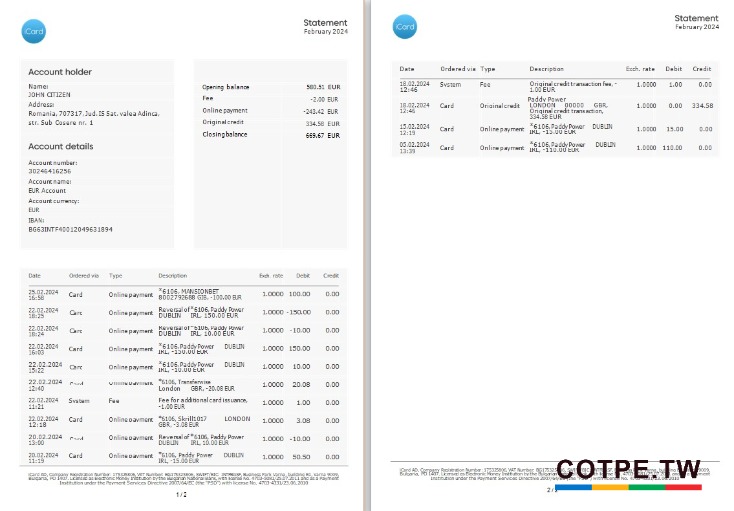 iCard
Statement
February 2024
Account holder
Name:
JOHN CITIZEN
Address:
Romania, 707317, Jud. IS Sat. valea Adinca,
str. Sub Cosere nr. 1
Account details
Account number:
30246416256
Account name:
EUR Account
Account currency:
EUR
IBAN:
BG63INTF40012049631894
Opening balance 580.51 EUR
Fee -2.00 EUR
Online payment -243.42 EUR
Original credit 334.58 EUR
Closing balance 669.67 EUR
Date Ordered via Type Description Exch. rate Debit Credit
25.02.2024 Card Online payment *6106, MANSIONBET 1.0000 100.00 0.00
16:58 8002792688 GIB, -100.00 EUR
22.02.2024 Card Online payment Reversal of *6106, Paddy Power 1.0000 -150.00 0.00
18:25 DUBLIN IRL, 150.00 EUR
22.02.2024 Card Online payment Reversal of *6106, Paddy Power 1.0000 -10.00 0.00
18:24 DUBLIN IRL, 10.00 EUR
22.02.2024 Card Online payment *6106, Paddy Power DUBLIN 1.0000 150.00 0.00
16:03 IRL, -150.00 EUR
22.02.2024 Card Online payment *6106, Paddy Power DUBLIN 1.0000 10.00 0.00
15:22 IRL, -10.00 EUR
22.02.2024 Card Online payment *6106, Transferwise 1.0000 20.08 0.00
12:40 London GBR, -20.08 EUR
22.02.2024 System Fee Fee for additional card issuance, 1.0000 1.00 0.00
11:21 -1.00 EUR
22.02.2024 Card Online payment *6106, Skrill1017 LONDON 1.0000 3.08 0.00
12:18 GBR, -3.08 EUR
20.02.2024 Card Online payment Reversal of *6106, Paddy Power 1.0000 -10.00 0.00
13:00 DUBLIN IRL, 10.00 EUR
20.02.2024 Card Online payment *6106, Paddy Power DUBLIN 1.0000 50.50 0.00
11:19 IRL, -15.00 EUR
1/2
iCard
Statement
February 2024
Date Ordered via Type Description Exch. rate Debit Credit
18.02.2024 System Fee Original credit transaction fee, - 1.0000 1.00 0.00
12:46 1.00 EUR
18.02.2024 Card Original credit Paddy Power 1.0000 0.00 334.58
12:46 LONDON 00000 GBR,
Original credit transaction,
334.58 EUR
15.02.2024 Card Online payment *6106, Paddy Power DUBLIN 1.0000 15.00 0.00
12:19 IRL, -15.00 EUR
05.02.2024 Card Online payment *6106, Paddy Power DUBLIN 1.0000 110.00 0.00
13:39 IRL, -110.00 EUR
COTPE.TW